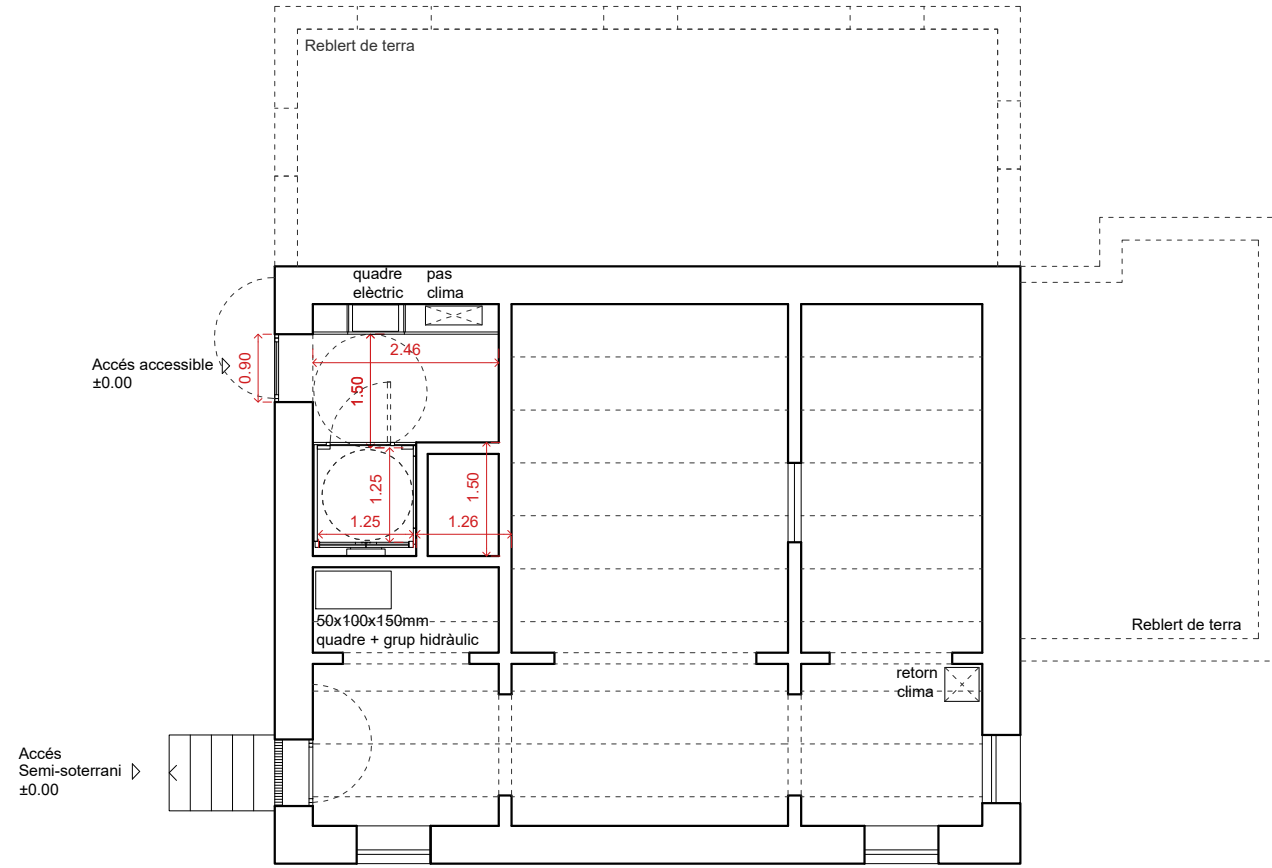 Reblert de terra
quadre
elèctric
pas
clima
Accés accessible
±0.00
0.90
2.46
1.50
1.25
1.25
1.26
1.50
50x100x150mm
quadre + grup hidràulic
Reblert de terra
retorn
clima
Accés
Semi-soterrani
±0.00